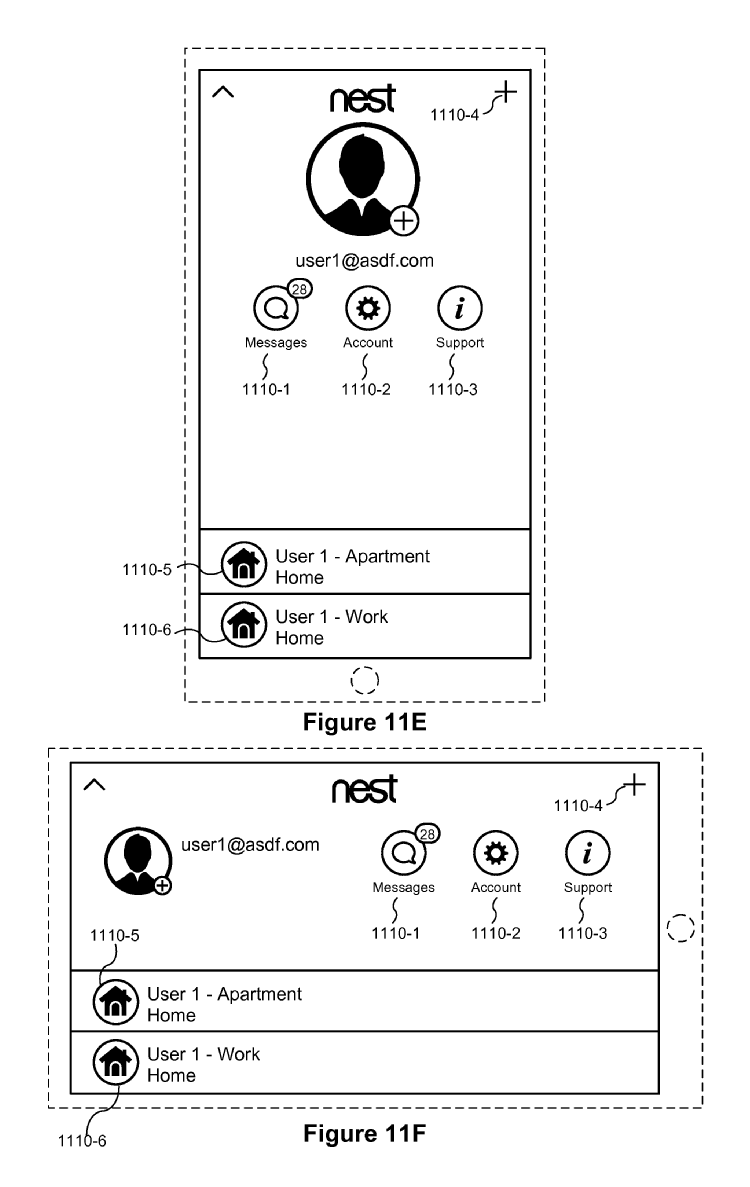 nest
1110-4
user1@asdf.com
28
Messages Account Support
1110-1 1110-2 1110-3
1110-5
User 1 - Apartment
Home
1110-6
User 1 - Work
Home
Figure 11E
nest
1110-4
user1@asdf.com
28
Messages Account Support
1110-1 1110-2 1110-3
1110-5
User 1 - Apartment
Home
User 1 - Work
Home
1110-6
Figure 11F